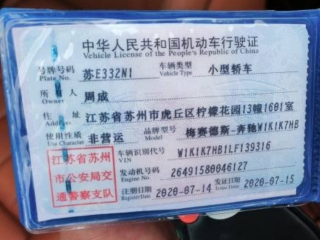 中华人民共和国机动车行驶证
Vehicle License of the People's Republic of China
号牌号码 苏E332N1 车辆类型 小型轿车
Plate No. Vehicle Type
所有人 周成
Owner
住址 江苏省苏州市虎丘区柠檬花园13幢1601室
Address
使用性质 非营运 品牌型号 梅赛德斯-奔驰W1K1K7HB
Use Character
江苏省苏州市公安局交通警察支队
车辆识别代号 W1K1K7HB1LF139316
VIN
发动机号码 26491580046127
Engine No.
注册日期 2020-07-14 发证日期 2020-07-15
Register Date Issue Date